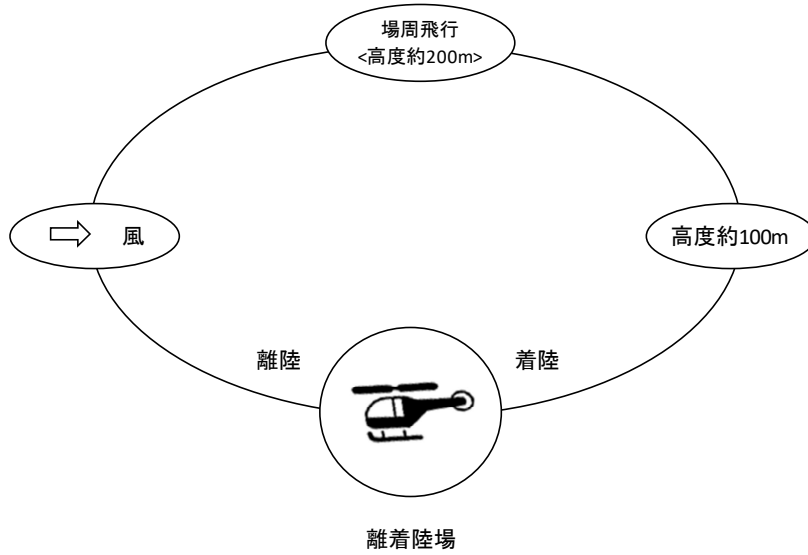 場周飛行
<高度約200m>
風
高度約100m
離陸
着陸
離着陸場